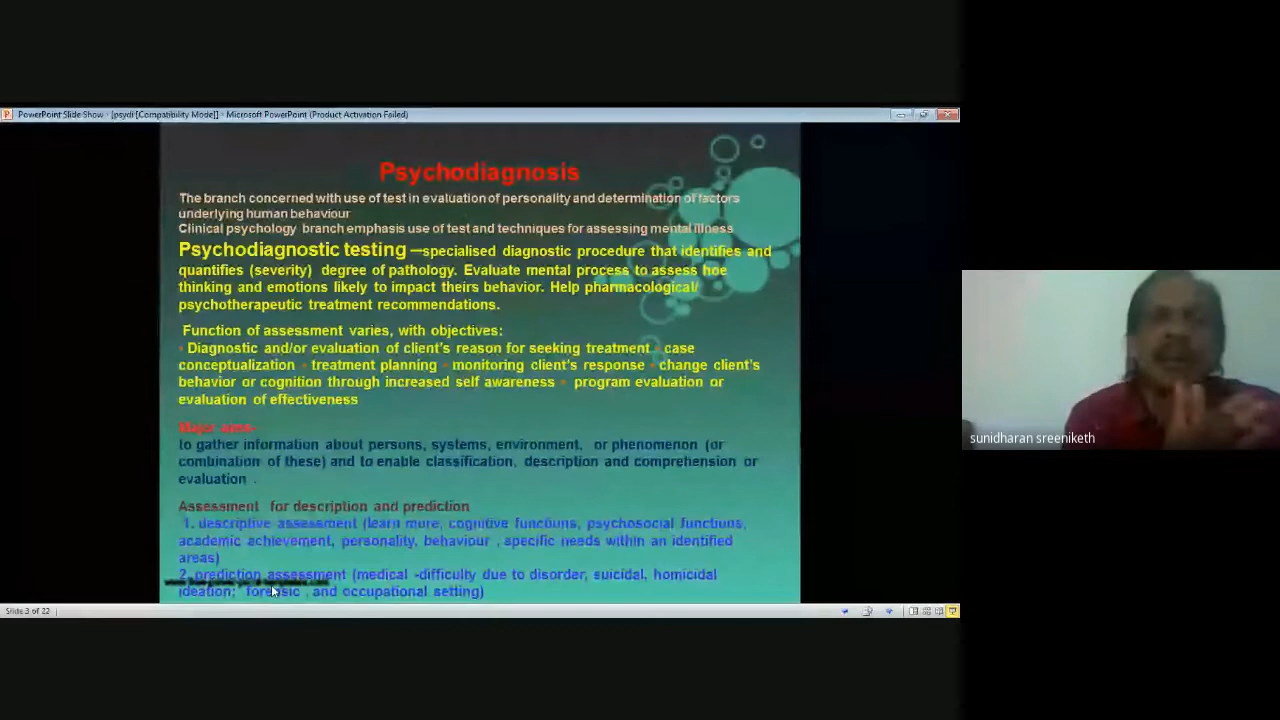 PowerPoint Slide Show - [psydi [Compatibility Mode]] - Microsoft PowerPoint (Product Activation Failed)
Psychodiagnosis
The branch concerned with use of test in evaluation of personality and determination of factors
underlying human behaviour
Clinical psychology branch emphasis use of test and techniques for assessing mental illness
Psychodiagnostic testing —specialised diagnostic procedure that identifies and
quantifies (severity) degree of pathology. Evaluate mental process to assess hoe
thinking and emotions likely to impact theirs behavior. Help pharmacological/
psychotherapeutic treatment recommendations.
Function of assessment varies, with objectives:
• Diagnostic and/or evaluation of client's reason for seeking treatment • case
conceptualization • treatment planning • monitoring client's response • change client's
behavior or cognition through increased self awareness • program evaluation or
evaluation of effectiveness
Major aims-
to gather information about persons, systems, environment, or phenomenon (or
combination of these) and to enable classification, description and comprehension or
evaluation .
Assessment for description and prediction
1. descriptive assessment (learn more, cognitive functions, psychosocial functions,
academic achievement, personality, behaviour , specific needs within an identified
areas)
2. prediction assessment (medical -difficulty due to disorder, suicidal, homicidal
ideation; forensic , and occupational setting)
Slide 3 of 22
sunidharan sreeniketh